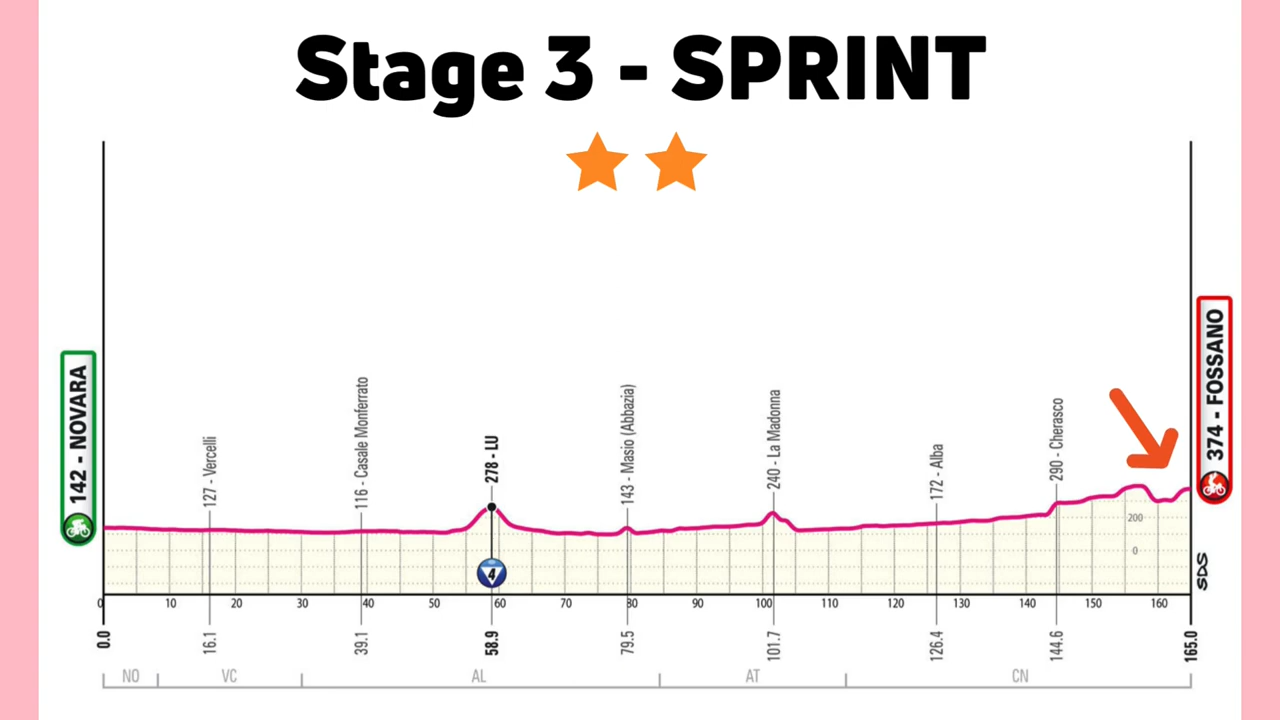 Stage 3 - SPRINT
142 - NOVARA
127 - Vercelli
116 - Casale Monferrato
278 - LU
143 - Masio (Abbazia)
240 - La Madonna
172 - Alba
290 - Cherasco
374 - FOSSANO
200
0
4
SDS
0 10 20 30 40 50 60 70 80 90 100 110 120 130 140 150 160
0.0 16.1 39.1 58.9 79.5 101.7 126.4 144.6 165.0
NO VC AL AT CN